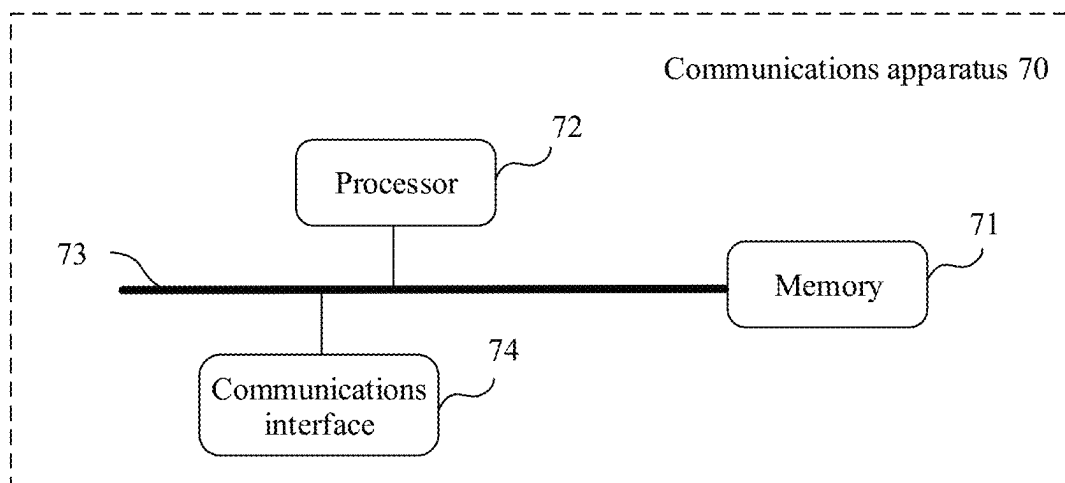 Communications apparatus 70
72
Processor
71
73
Memory
74
Communications
interface